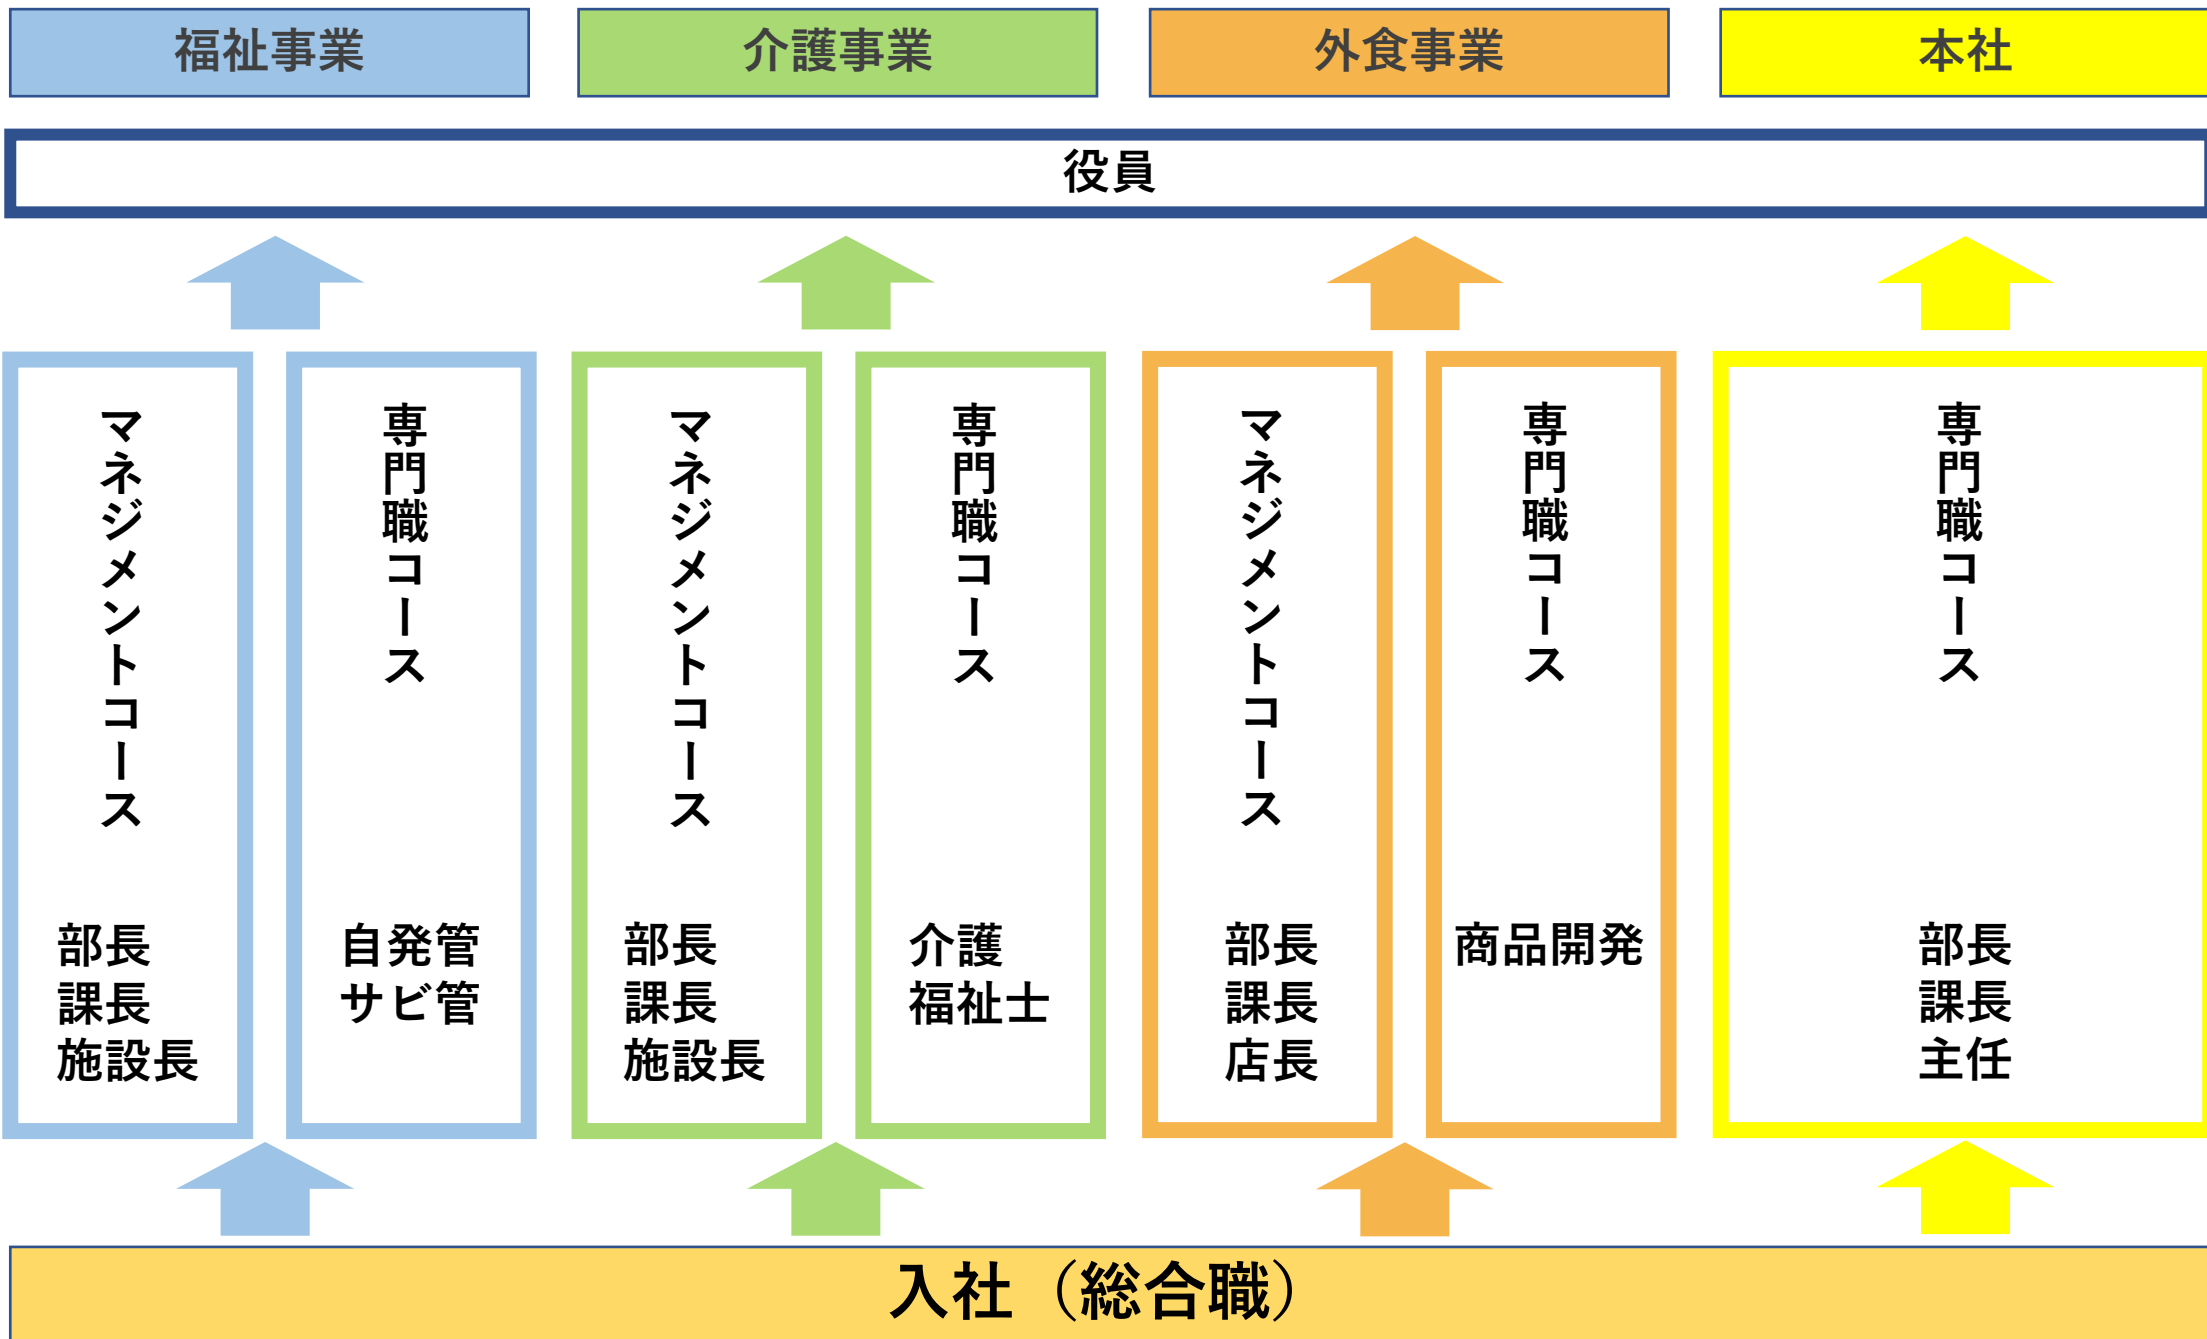 福祉事業
介護事業
外食事業
本社
役員
マネジメントコース
部長
課長
施設長
専門職コース
自発管
サビ管
マネジメントコース
部長
課長
施設長
専門職コース
介護
福祉士
マネジメントコース
部長
課長
店長
専門職コース
商品開発
専門職コース
部長
課長
主任
入社（総合職）